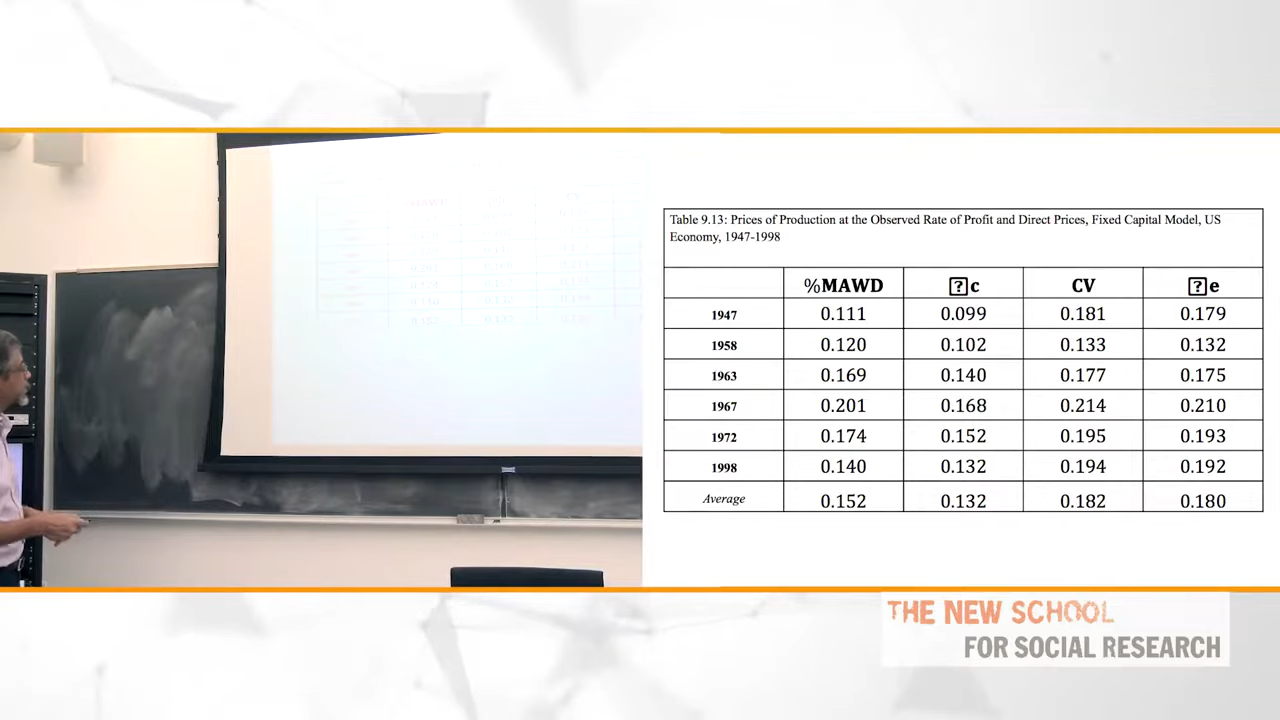 Table 9.13: Prices of Production at the Observed Rate of Profit and Direct Prices, Fixed Capital Model, US
Economy, 1947-1998
%MAWD ⍰c CV ⍰e
1947 0.111 0.099 0.181 0.179
1958 0.120 0.102 0.133 0.132
1963 0.169 0.140 0.177 0.175
1967 0.201 0.168 0.214 0.210
1972 0.174 0.152 0.195 0.193
1998 0.140 0.132 0.194 0.192
Average 0.152 0.132 0.182 0.180
THE NEW SCHOOL
FOR SOCIAL RESEARCH